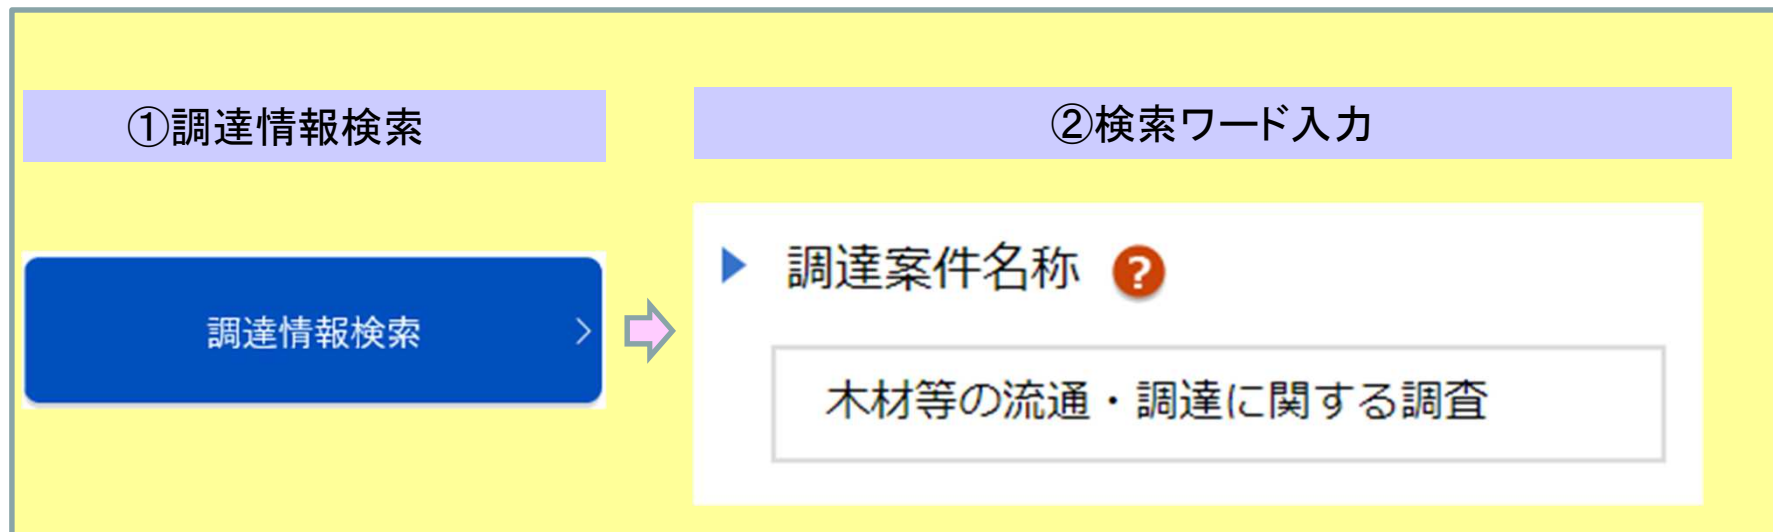 ①調達情報検索
②検索ワード入力
調達情報検索
調達案件名称 ?
木材等の流通・調達に関する調査